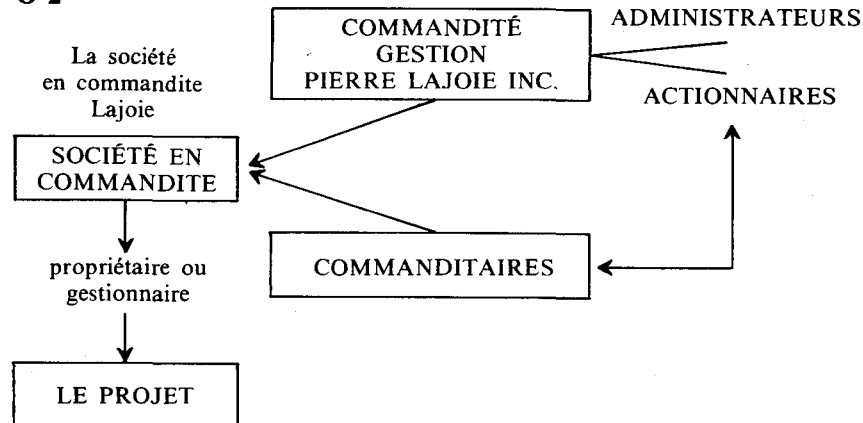 La société
en commandite
Lajoie
SOCIÉTÉ EN
COMMANDITE
propriétaire ou
gestionnaire
LE PROJET
COMMANDITÉ
GESTION
PIERRE LAJOIE INC.
COMMANDITAIRES
ADMINISTRATEURS
ACTIONNAIRES